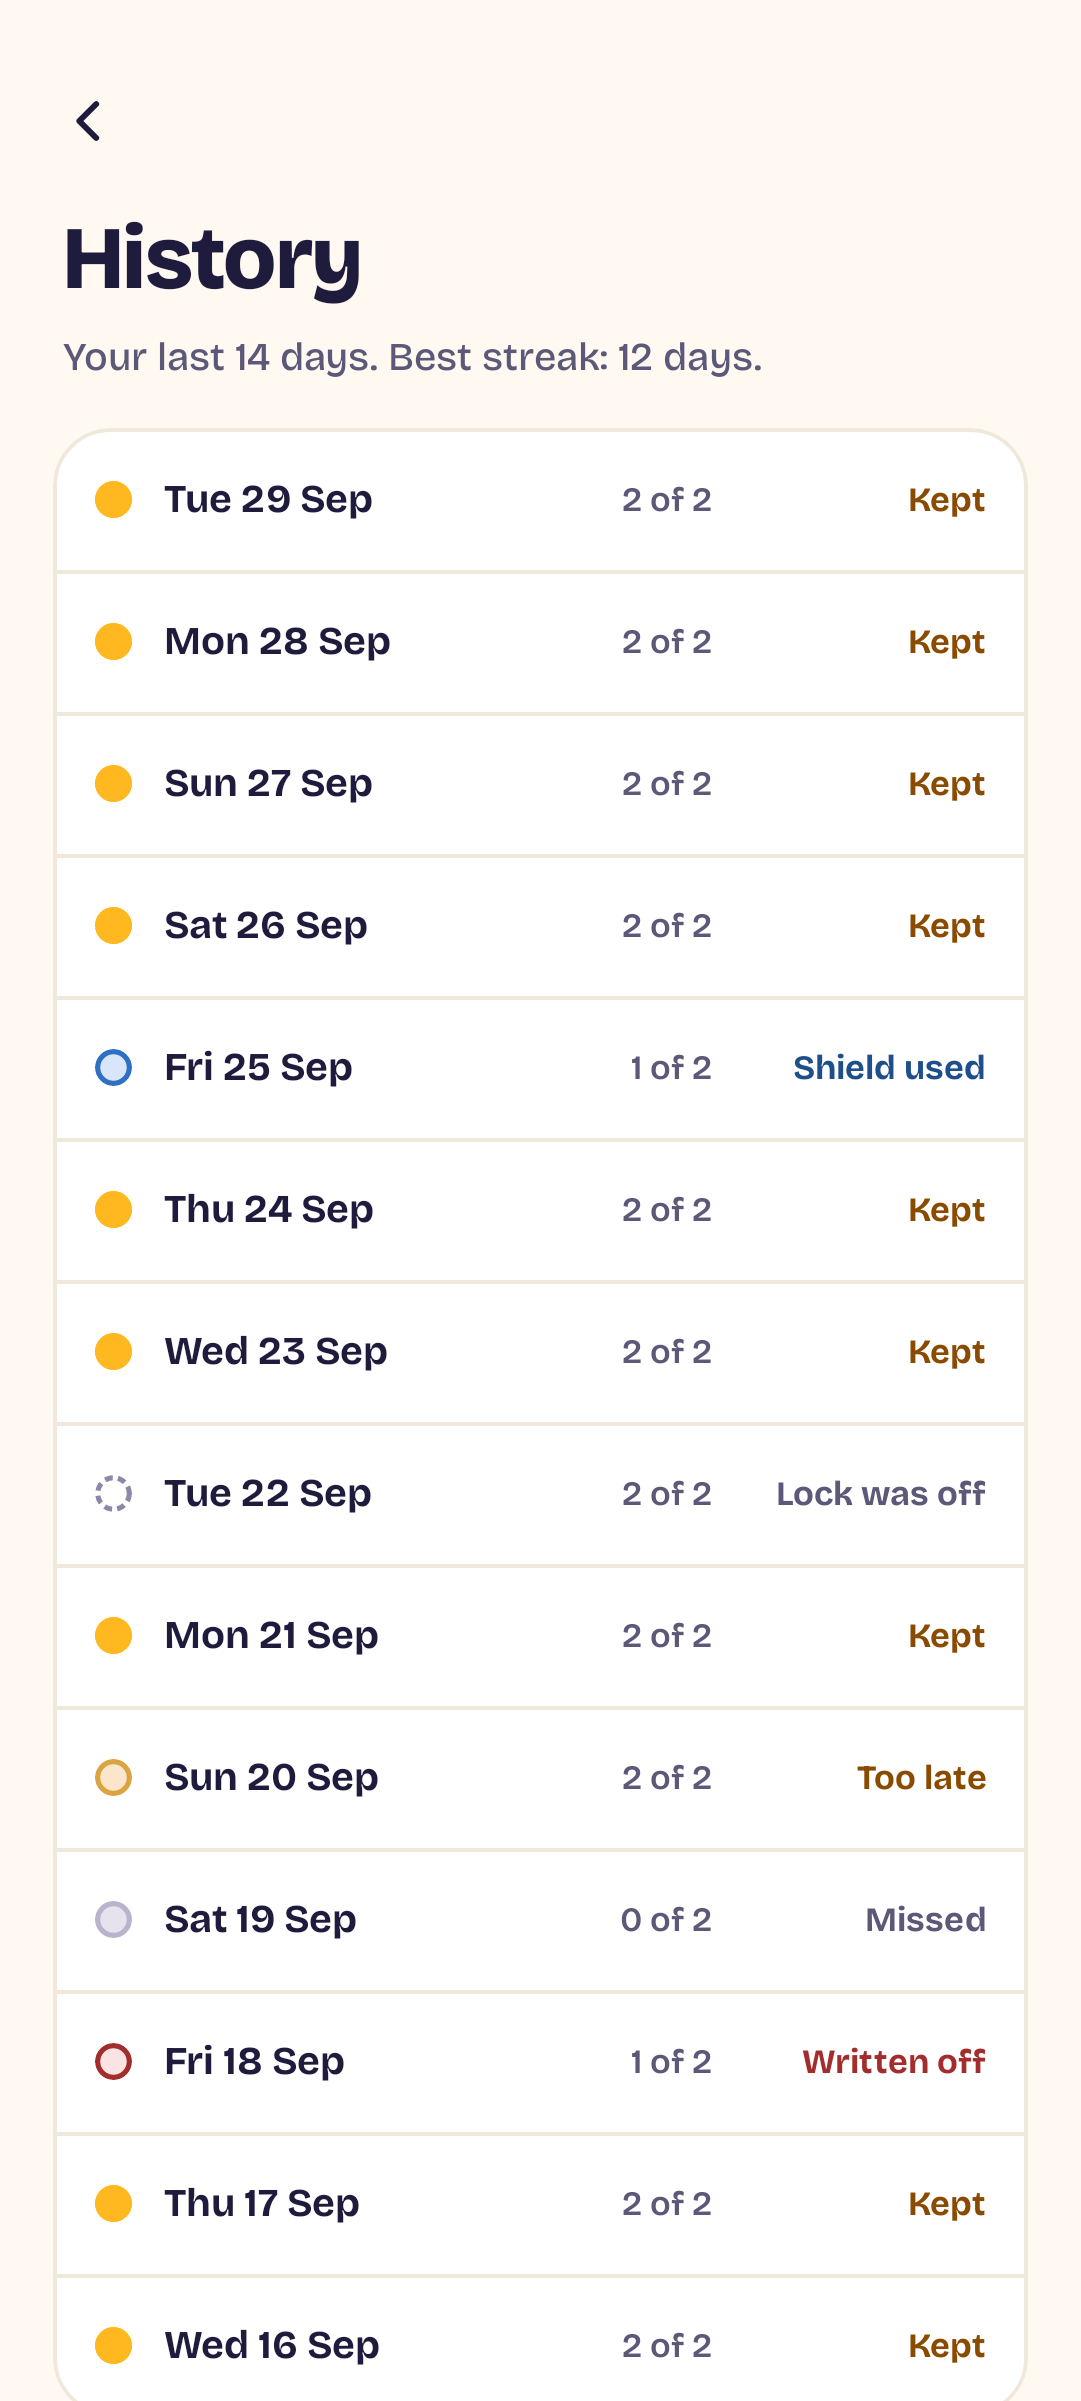 History
Your last 14 days. Best streak: 12 days.
Tue 29 Sep 2 of 2 Kept
Mon 28 Sep 2 of 2 Kept
Sun 27 Sep 2 of 2 Kept
Sat 26 Sep 2 of 2 Kept
Fri 25 Sep 1 of 2 Shield used
Thu 24 Sep 2 of 2 Kept
Wed 23 Sep 2 of 2 Kept
Tue 22 Sep 2 of 2 Lock was off
Mon 21 Sep 2 of 2 Kept
Sun 20 Sep 2 of 2 Too late
Sat 19 Sep 0 of 2 Missed
Fri 18 Sep 1 of 2 Written off
Thu 17 Sep 2 of 2 Kept
Wed 16 Sep 2 of 2 Kept